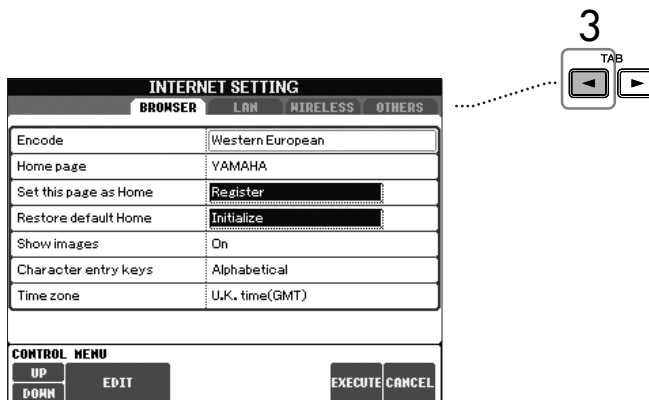 3
TAB
INTERNET SETTING
BROWSER LAN WIRELESS OTHERS
Encode Western European
Home page YAMAHA
Set this page as Home Register
Restore default Home Initialize
Show images On
Character entry keys Alphabetical
Time zone U.K. time(GMT)
CONTROL MENU
UP
EDIT EXECUTE CANCEL
DOWN